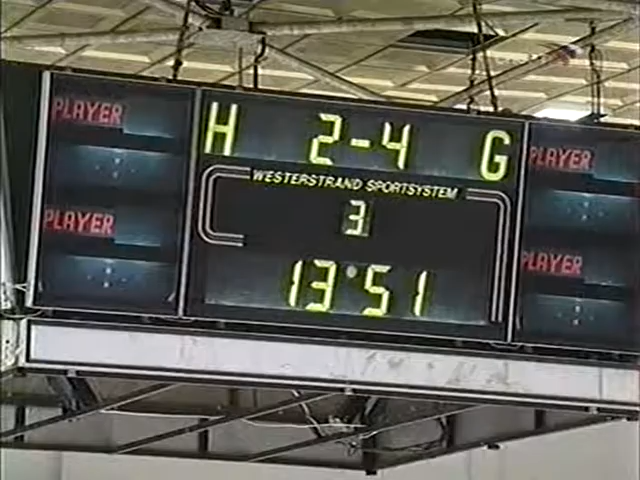 PLAYER
PLAYER
H 2-4 G
WESTERSTRAND SPORTSYSTEM
3
13:51
PLAYER
PLAYER